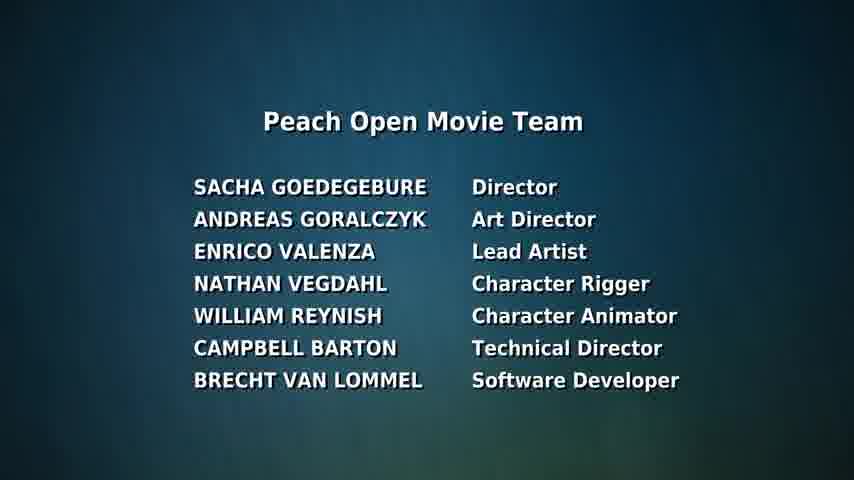 Peach Open Movie Team
SACHA GOEDEGEBURE Director
ANDREAS GORALCZYK Art Director
ENRICO VALENZA Lead Artist
NATHAN VEGDAHL Character Rigger
WILLIAM REYNISH Character Animator
CAMPBELL BARTON Technical Director
BRECHT VAN LOMMEL Software Developer